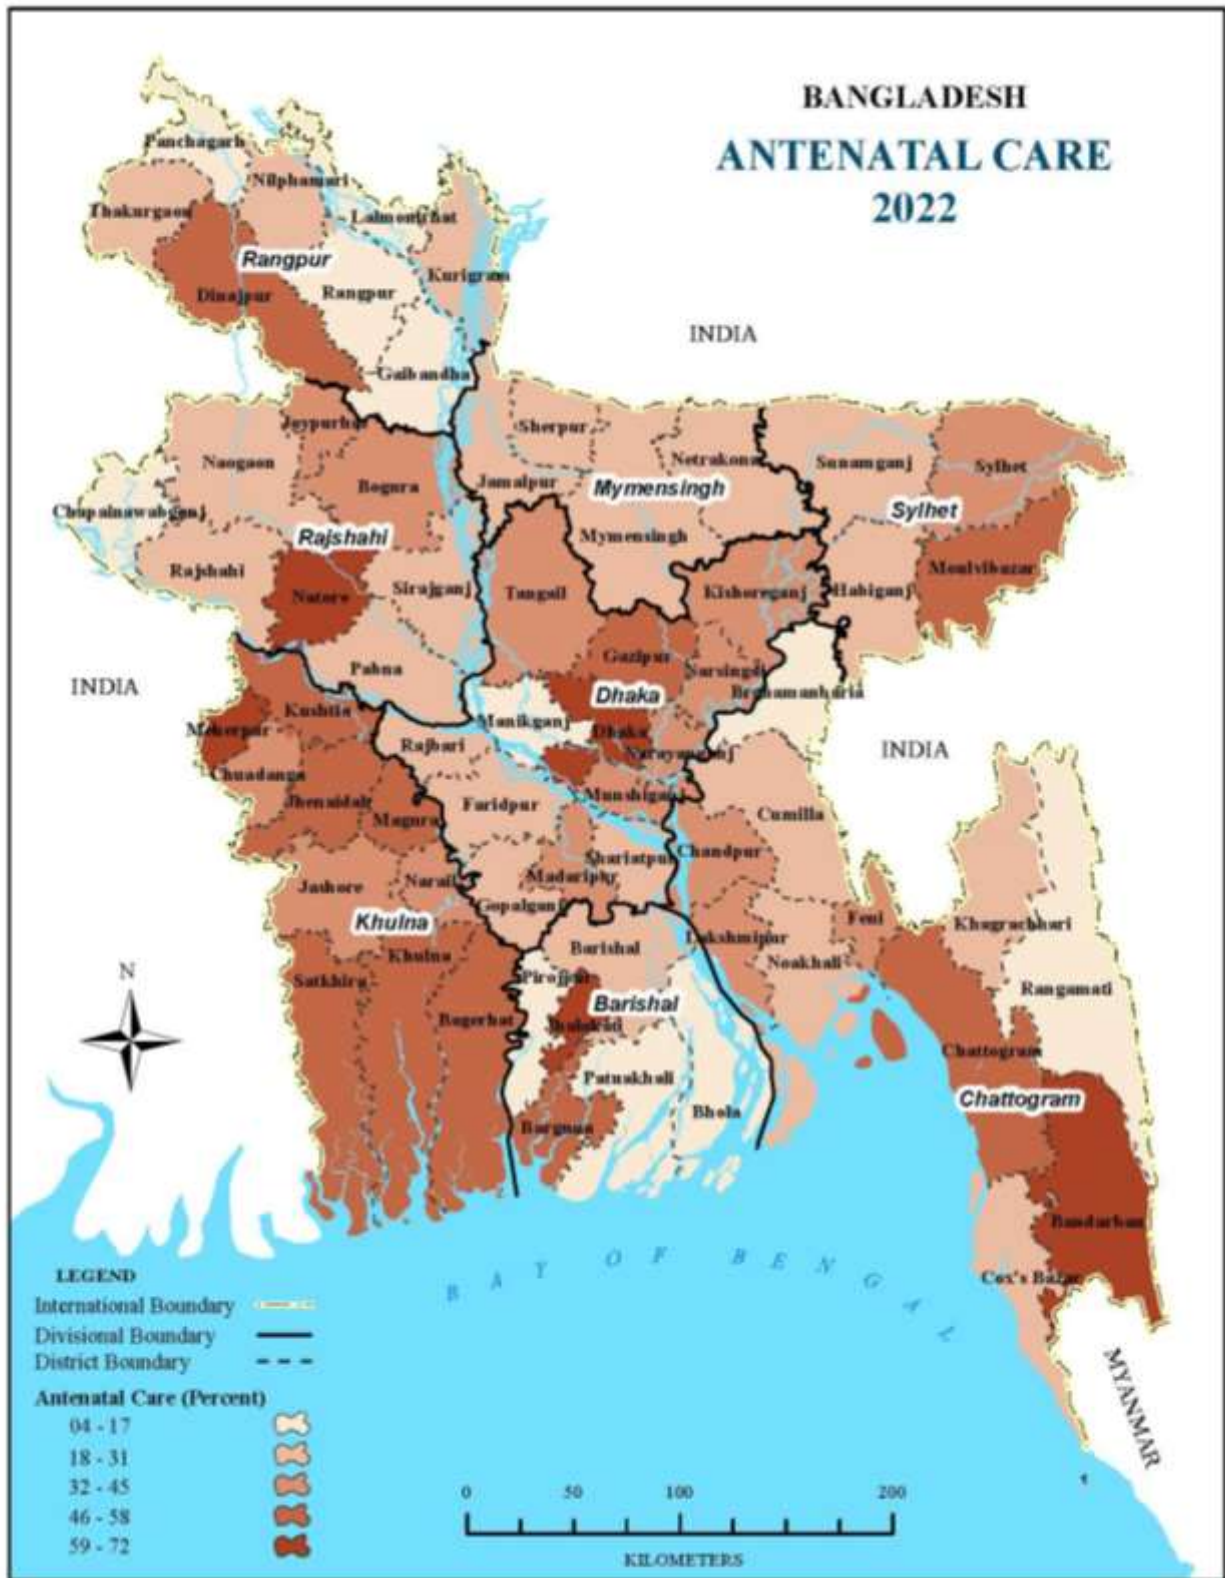 BANGLADESH
ANTENATAL CARE
2022
Panchagarh
Nilphamari
Thakurgaon
Lalmonirhat
Rangpur
Kurigram
Dinajpur
Rangpur
INDIA
Gaibandha
Joypurhat
Sherpur
Netrakona
Sunamganj
Sylhet
Naogaon
Bogura
Jamalpur
Mymensingh
Sylhet
Chapainawabganj
Rajshahi
Mymensingh
Rajshahi
Sirajganj
Tangail
Kishoreganj
Habiganj
Moulvibazar
Natore
Gazipur
Pabna
Narsingdi
INDIA
Dhaka
Brahamanbaria
Kushtia
Manikganj
Meherpur
Dhaka
Rajbari
Narayanganj
INDIA
Chuadanga
Jhenaidah
Faridpur
Munshiganj
Cumilla
Magura
Shariatpur
Chandpur
Jashore
Narail
Madaripur
Gopalganj
Khulna
Feni
Khagrachhari
Lakshmipur
Barishal
Khulna
Noakhali
N
Satkhira
Pirojpur
Rangamati
Barishal
Bagerhat
Jhalakati
Chattogram
Patuakhali
Chattogram
Bhola
Barguna
Bandarban
BAY OF BENGAL
Cox's Bazar
MYANMAR
LEGEND
International Boundary
Divisional Boundary
District Boundary
Antenatal Care (Percent)
04 - 17
18 - 31
32 - 45
46 - 58
59 - 72
0 50 100 200
KILOMETERS